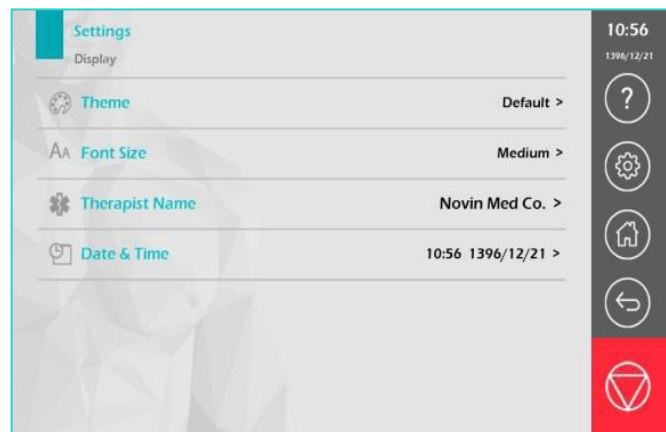 Settings
Display
Theme Default >
AA Font Size Medium >
Therapist Name Novin Med Co. >
Date & Time 10:56 1396/12/21 >
10:56
1396/12/21
?